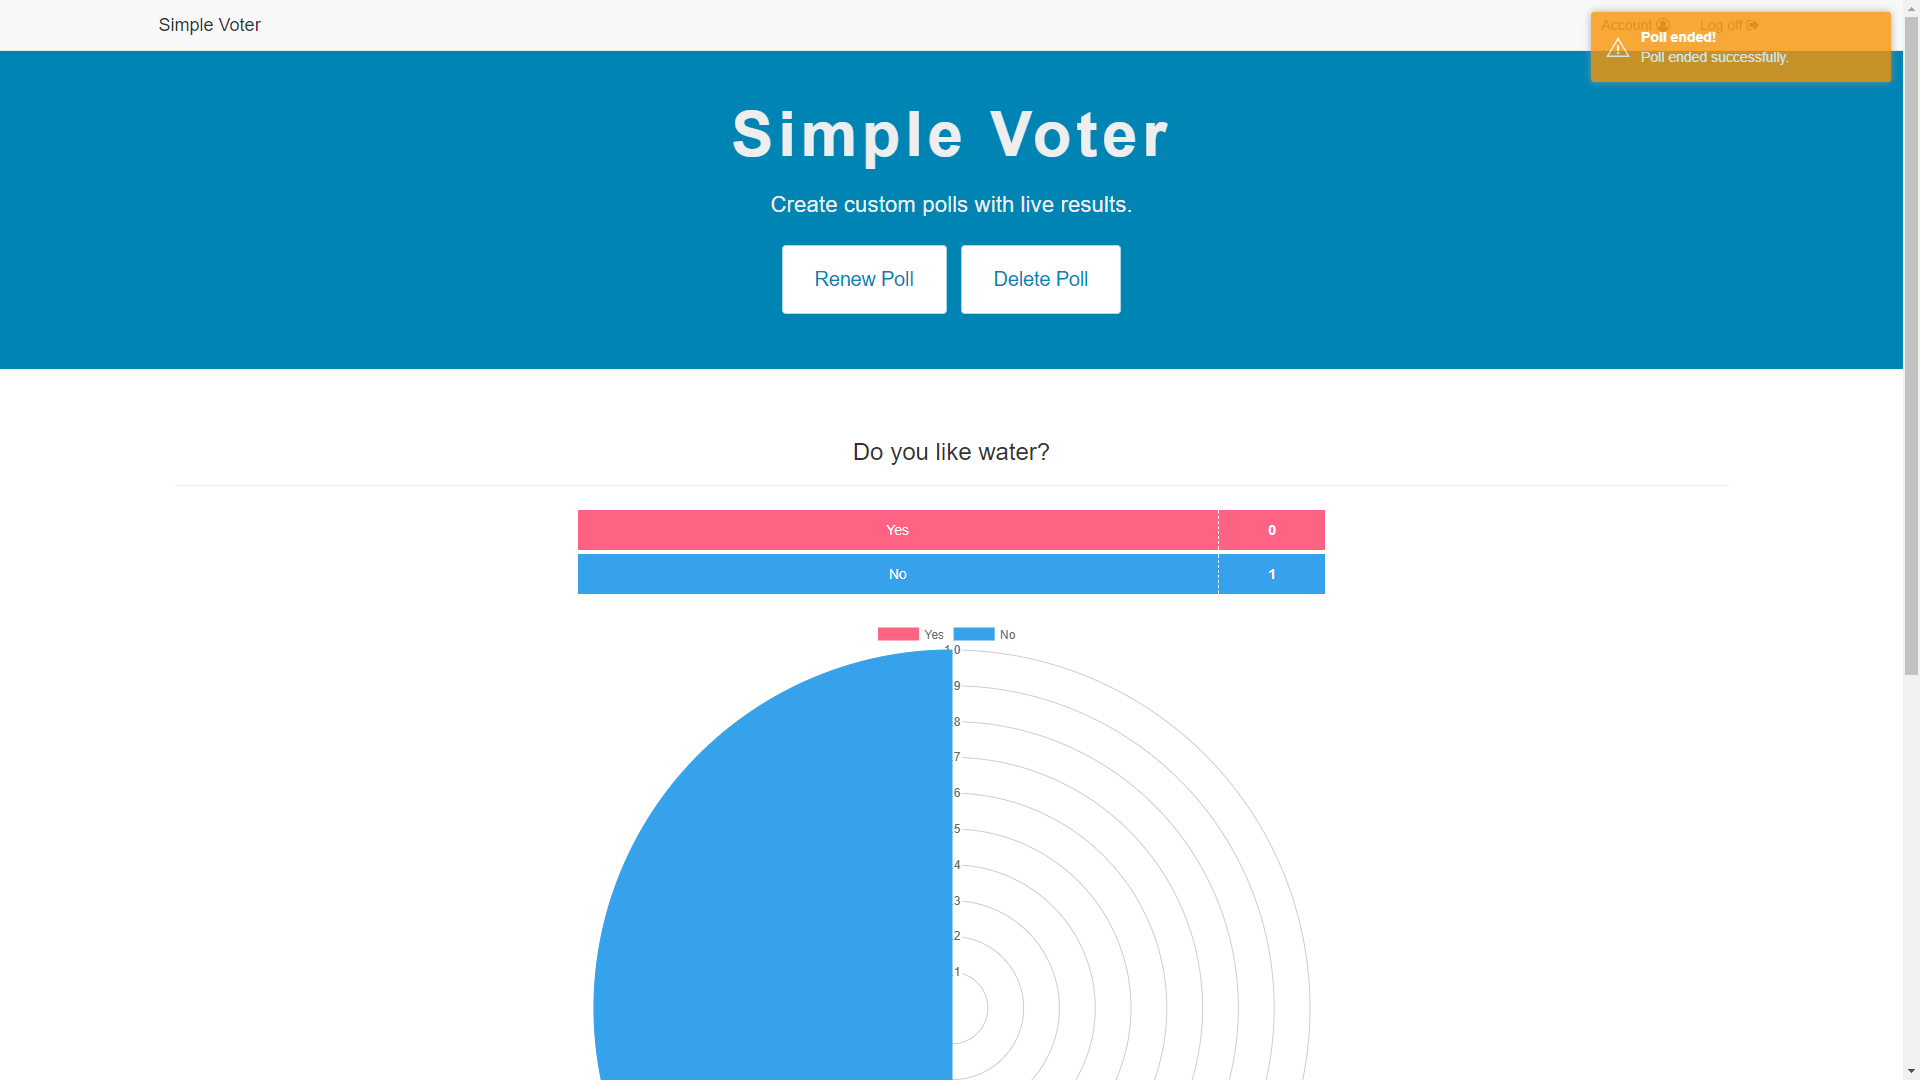 Simple Voter
Account
Log off
Poll ended!
Poll ended successfully.
Simple Voter
Create custom polls with live results.
Renew Poll
Delete Poll
Do you like water?
Yes 0
No 1
Yes No
1.0
9
8
7
6
5
4
3
2
1